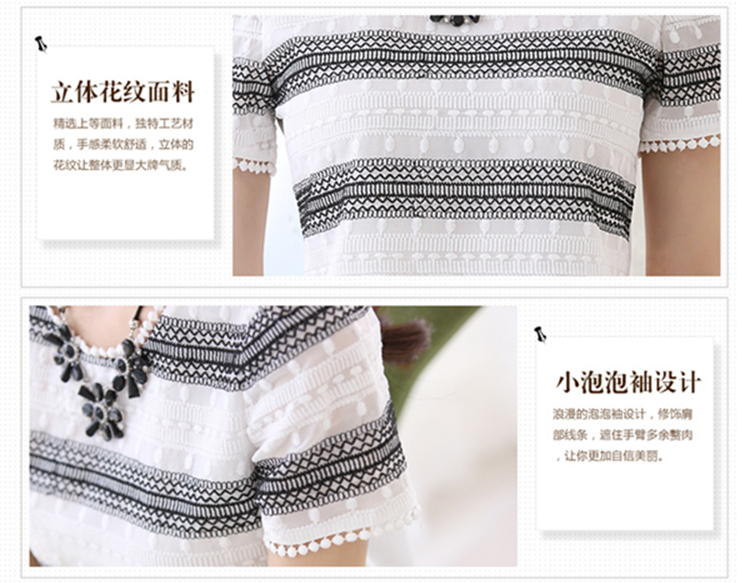 立体花纹面料
精选上等面料，独特工艺材
质，手感柔软舒适，立体的
花纹让整体更显大牌气质。
小泡泡袖设计
浪漫的泡泡袖设计，修饰肩
部线条，遮住手臂多余赘肉
，让你更加自信美丽。